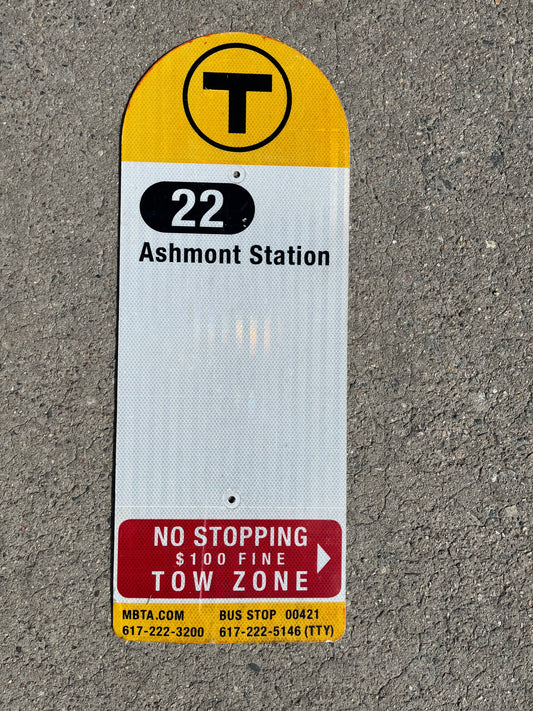 T
22
Ashmont Station
NO STOPPING
$100 FINE
TOW ZONE
MBTA.COM BUS STOP 00421
617-222-3200 617-222-5146 (TTY)